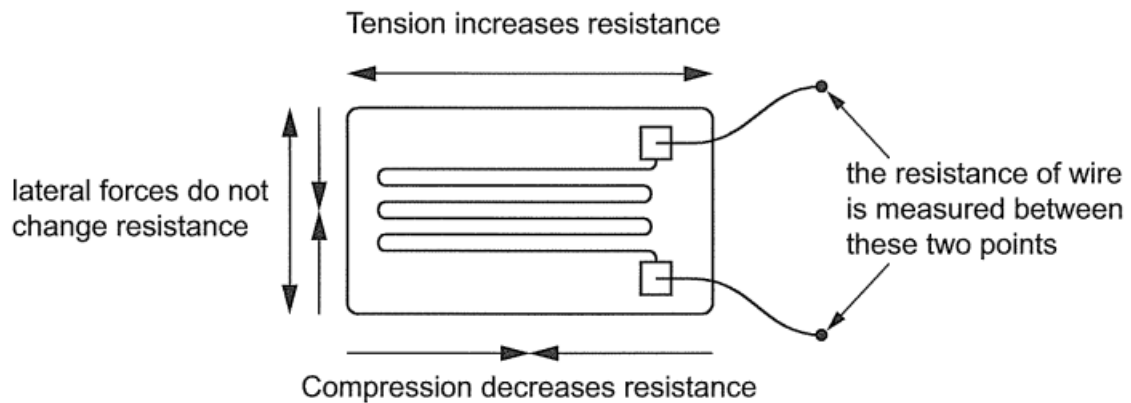 Tension increases resistance
lateral forces do not
change resistance
the resistance of wire
is measured between
these two points
Compression decreases resistance